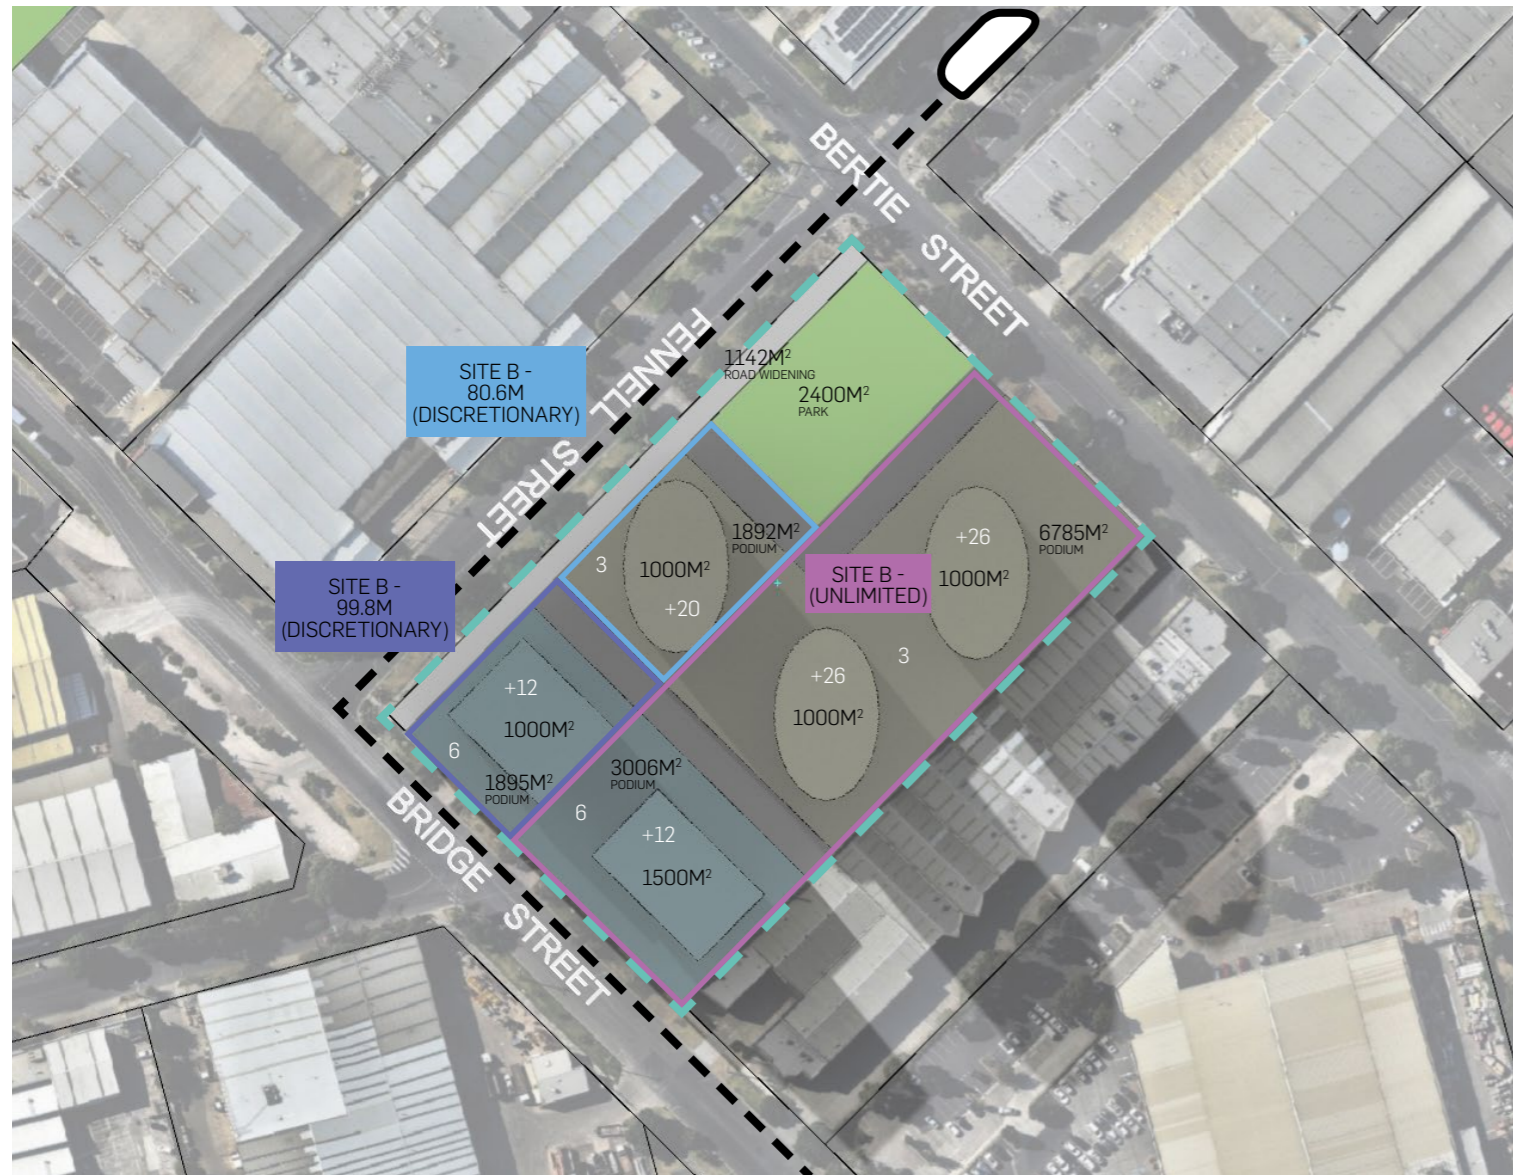 BERTIE
STREET
FENNELL
STREET
1142M²
ROAD WIDENING
2400M²
PARK
SITE B -
80.6M
(DISCRETIONARY)
1892M²
PODIUM
3
1000M²
+20
+26
1000M²
6785M²
PODIUM
SITE B -
(UNLIMITED)
SITE B -
99.8M
(DISCRETIONARY)
3
+26
1000M²
+12
1000M²
6
1895M²
PODIUM
3006M²
PODIUM
6
+12
1500M²
BRIDGE
STREET